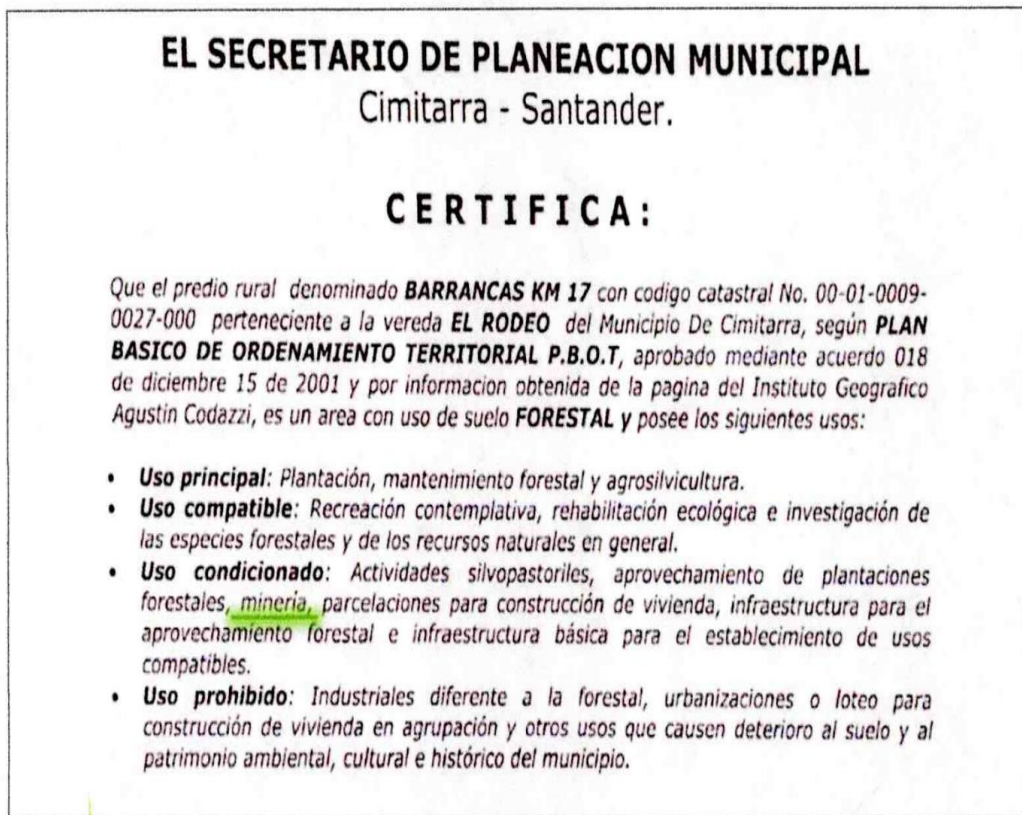 EL SECRETARIO DE PLANEACION MUNICIPAL
Cimitarra - Santander.
CERTIFICA:
Que el predio rural denominado BARRANCAS KM 17 con codigo catastral No. 00-01-0009-
0027-000 perteneciente a la vereda EL RODEO del Municipio De Cimitarra, según PLAN
BASICO DE ORDENAMIENTO TERRITORIAL P.B.O.T, aprobado mediante acuerdo 018
de diciembre 15 de 2001 y por informacion obtenida de la pagina del Instituto Geografico
Agustin Codazzi, es un area con uso de suelo FORESTAL y posee los siguientes usos:
• Uso principal: Plantación, mantenimiento forestal y agrosilvicultura.
• Uso compatible: Recreación contemplativa, rehabilitación ecológica e investigación de
las especies forestales y de los recursos naturales en general.
• Uso condicionado: Actividades silvopastoriles, aprovechamiento de plantaciones
forestales, mineria, parcelaciones para construcción de vivienda, infraestructura para el
aprovechamiento forestal e infraestructura básica para el establecimiento de usos
compatibles.
• Uso prohibido: Industriales diferente a la forestal, urbanizaciones o loteo para
construcción de vivienda en agrupación y otros usos que causen deterioro al suelo y al
patrimonio ambiental, cultural e histórico del municipio.